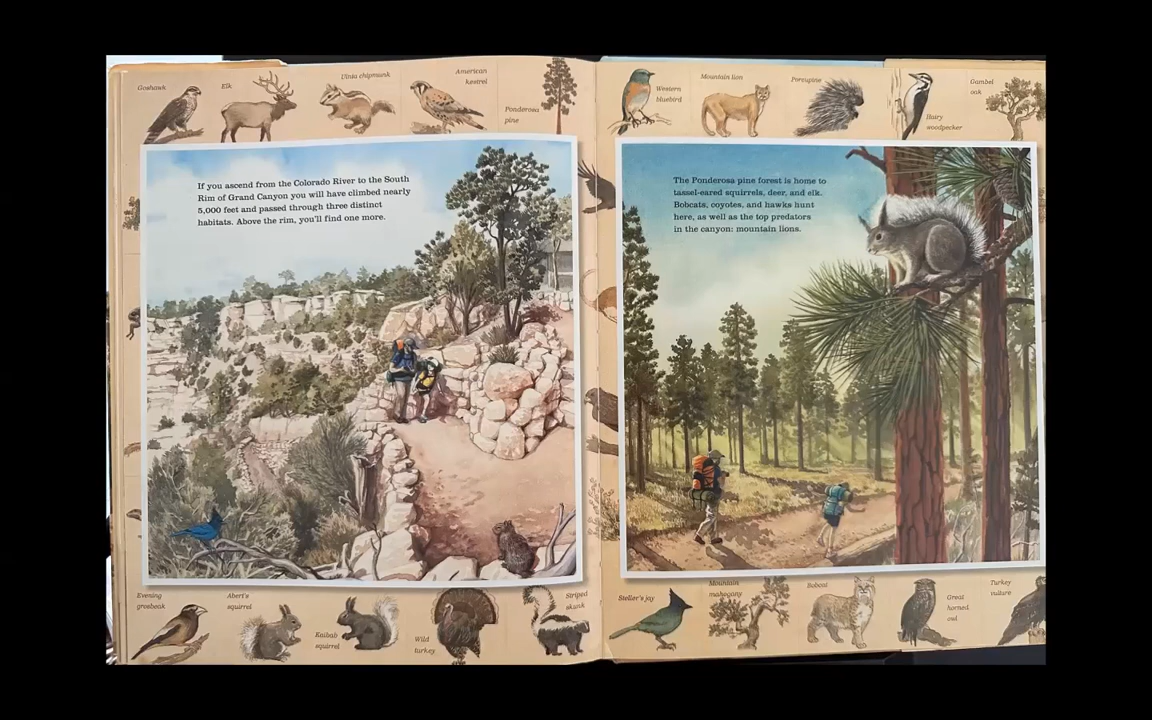 Goshawk
Elk
Uinta chipmunk
American
kestrel
Ponderosa
pine
If you ascend from the Colorado River to the South
Rim of Grand Canyon you will have climbed nearly
5,000 feet and passed through three distinct
habitats. Above the rim, you'll find one more.
Evening
grosbeak
Abert's
squirrel
Kaibab
squirrel
Wild
turkey
Striped
skunk
Western
bluebird
Mountain lion
Porcupine
Hairy
woodpecker
Gambel
oak
The Ponderosa pine forest is home to
tassel-eared squirrels, deer, and elk.
Bobcats, coyotes, and hawks hunt
here, as well as the top predators
in the canyon: mountain lions.
Steller's jay
Mountain
mahogany
Bobcat
Great
horned
owl
Turkey
vulture